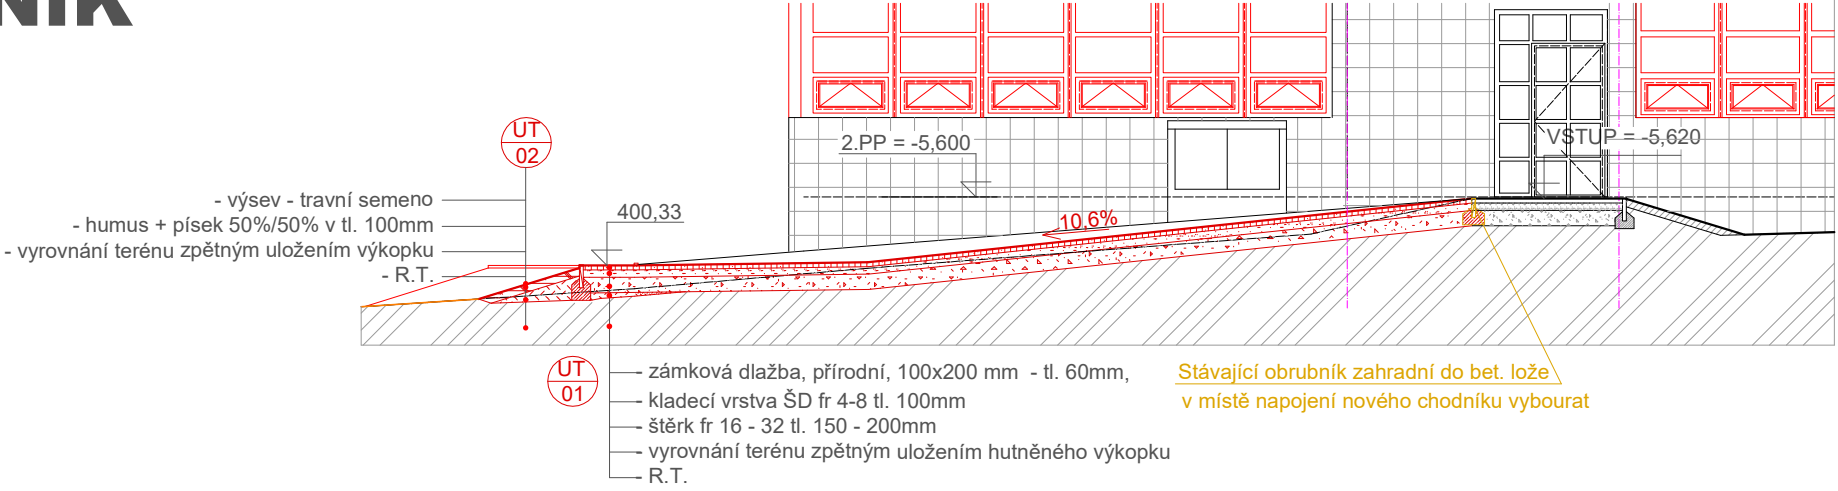 NÍK
UT
02
- výsev - travní semeno
- humus + písek 50%/50% v tl. 100mm
- vyrovnání terénu zpětným uložením výkopku
- R.T.
400,33
2.PP = -5,600
10,6%
VSTUP = -5,620
UT
01
- zámková dlažba, přírodní, 100x200 mm - tl. 60mm,
- kladecí vrstva ŠD fr 4-8 tl. 100mm
- štěrk fr 16 - 32 tl. 150 - 200mm
- vyrovnání terénu zpětným uložením hutněného výkopku
- R.T.
Stávající obrubník zahradní do bet. lože
v místě napojení nového chodníku vybourat